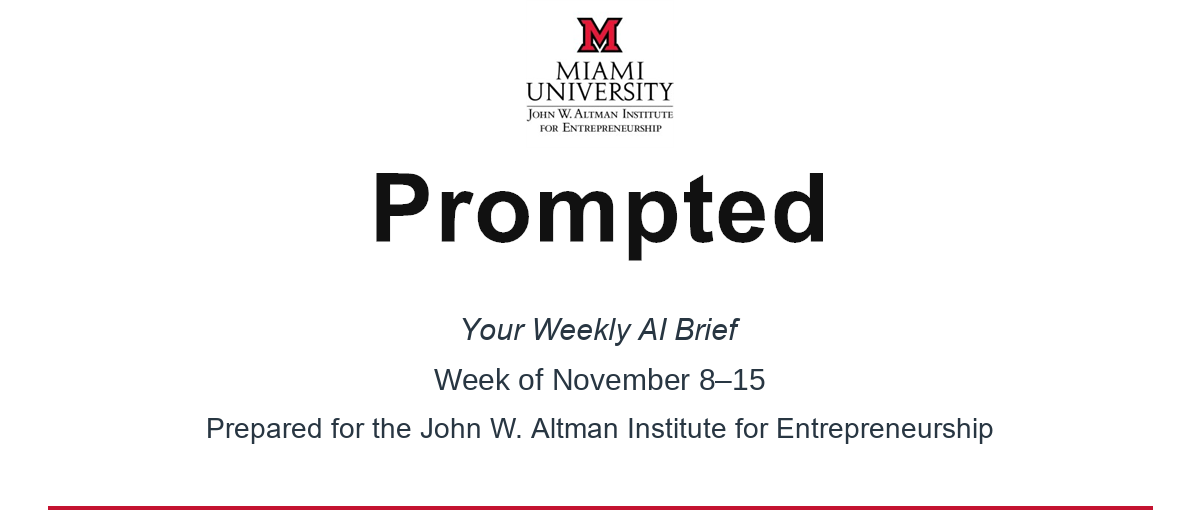 M
MIAMI
UNIVERSITY
JOHN W. ALTMAN INSTITUTE
FOR ENTREPRENEURSHIP
Prompted
Your Weekly AI Brief
Week of November 8–15
Prepared for the John W. Altman Institute for Entrepreneurship